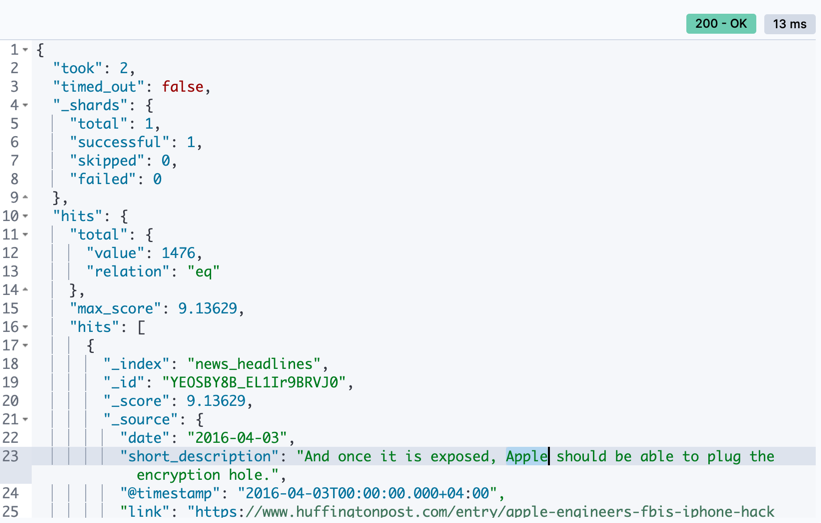 200 - OK 13 ms
1 {
2 "took": 2,
3 "timed_out": false,
4 "_shards": {
5 "total": 1,
6 "successful": 1,
7 "skipped": 0,
8 "failed": 0
9 },
10 "hits": {
11 "total": {
12 "value": 1476,
13 "relation": "eq"
14 },
15 "max_score": 9.13629,
16 "hits": [
17 {
18 "_index": "news_headlines",
19 "_id": "YEOSBY8B_EL1Ir9BRVJ0",
20 "_score": 9.13629,
21 "_source": {
22 "date": "2016-04-03",
23 "short_description": "And once it is exposed, Apple should be able to plug the
encryption hole.",
24 "@timestamp": "2016-04-03T00:00:00.000+04:00",
25 "link": "https://www.huffingtonpost.com/entry/apple-engineers-fbis-iphone-hack